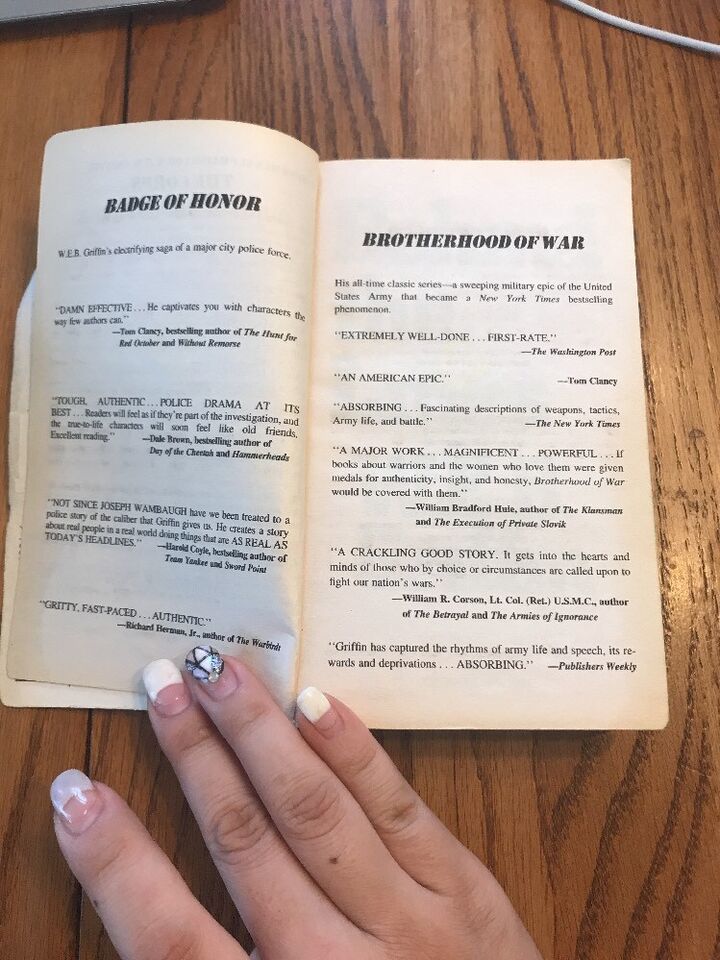 BADGE OF HONOR
W.E.B. Griffin's electrifying saga of a major city police force.
"DAMN EFFECTIVE . . . He captivates you with characters the
way few authors can."
—Tom Clancy, bestselling author of The Hunt for
Red October and Without Remorse
"TOUGH, AUTHENTIC . . . POLICE DRAMA AT ITS
BEST . . . Readers will feel as if they're part of the investigation, and
the true-to-life characters will soon feel like old friends.
Excellent reading." —Dale Brown, bestselling author of
Day of the Cheetah and Hammerheads
"NOT SINCE JOSEPH WAMBAUGH have we been treated to a
police story of the caliber that Griffin gives us. He creates a story
about real people in a real world doing things that are AS REAL AS
TODAY'S HEADLINES." —Harold Coyle, bestselling author of
Team Yankee and Sword Point
"GRITTY, FAST-PACED . . . AUTHENTIC."
—Richard Herman, Jr., author of The Warbirds
BROTHERHOOD OF WAR
His all-time classic series—a sweeping military epic of the United
States Army that became a New York Times bestselling
phenomenon.
"EXTREMELY WELL-DONE . . . FIRST-RATE."
—The Washington Post
"AN AMERICAN EPIC." —Tom Clancy
"ABSORBING . . . Fascinating descriptions of weapons, tactics,
Army life, and battle." —The New York Times
"A MAJOR WORK . . . MAGNIFICENT . . . POWERFUL . . . If
books about warriors and the women who love them were given
medals for authenticity, insight, and honesty, Brotherhood of War
would be covered with them."
—William Bradford Huie, author of The Klansman
and The Execution of Private Slovik
"A CRACKLING GOOD STORY. It gets into the hearts and
minds of those who by choice or circumstances are called upon to
fight our nation's wars."
—William R. Corson, Lt. Col. (Ret.) U.S.M.C., author
of The Betrayal and The Armies of Ignorance
"Griffin has captured the rhythms of army life and speech, its re-
wards and deprivations . . . ABSORBING." —Publishers Weekly